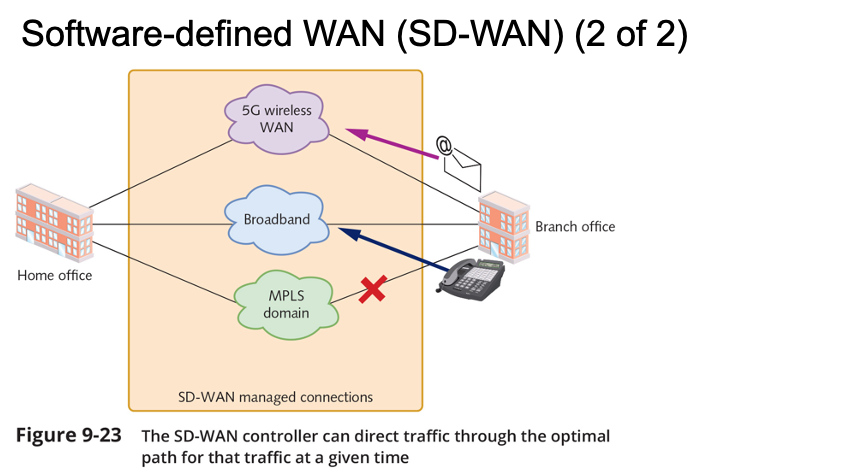 Software-defined WAN (SD-WAN) (2 of 2)
5G wireless
WAN
@
Broadband
Branch office
Home office
MPLS
domain
SD-WAN managed connections
Figure 9-23 The SD-WAN controller can direct traffic through the optimal
path for that traffic at a given time